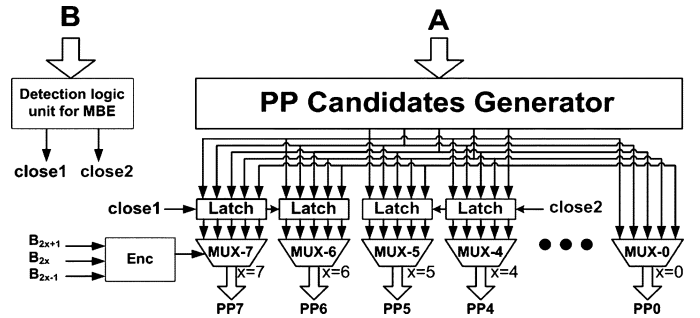 B
A
Detection logic
unit for MBE
PP Candidates Generator
close1 close2
close1 Latch Latch Latch Latch close2
B2x+1
B2x
B2x-1
Enc
MUX-7 MUX-6 MUX-5 MUX-4 MUX-0
x=7 x=6 x=5 x=4 x=0
PP7 PP6 PP5 PP4 PP0